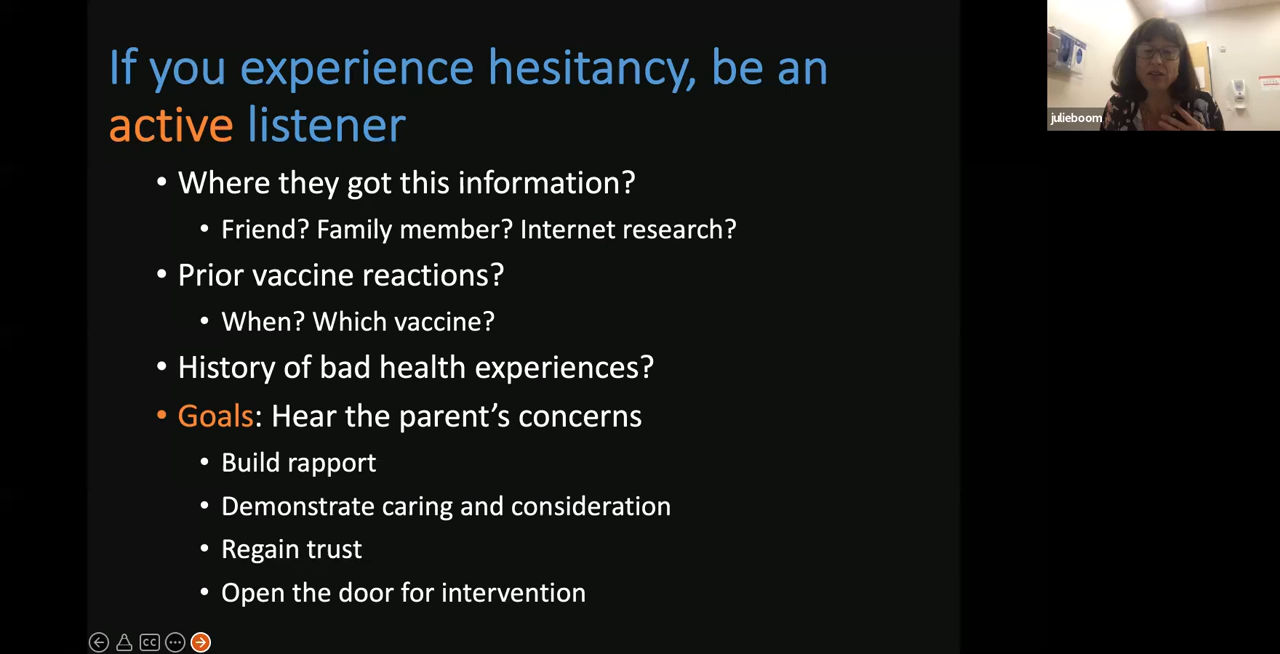 If you experience hesitancy, be an
active listener
• Where they got this information?
• Friend? Family member? Internet research?
• Prior vaccine reactions?
• When? Which vaccine?
• History of bad health experiences?
• Goals: Hear the parent’s concerns
• Build rapport
• Demonstrate caring and consideration
• Regain trust
• Open the door for intervention
julieboom
CC